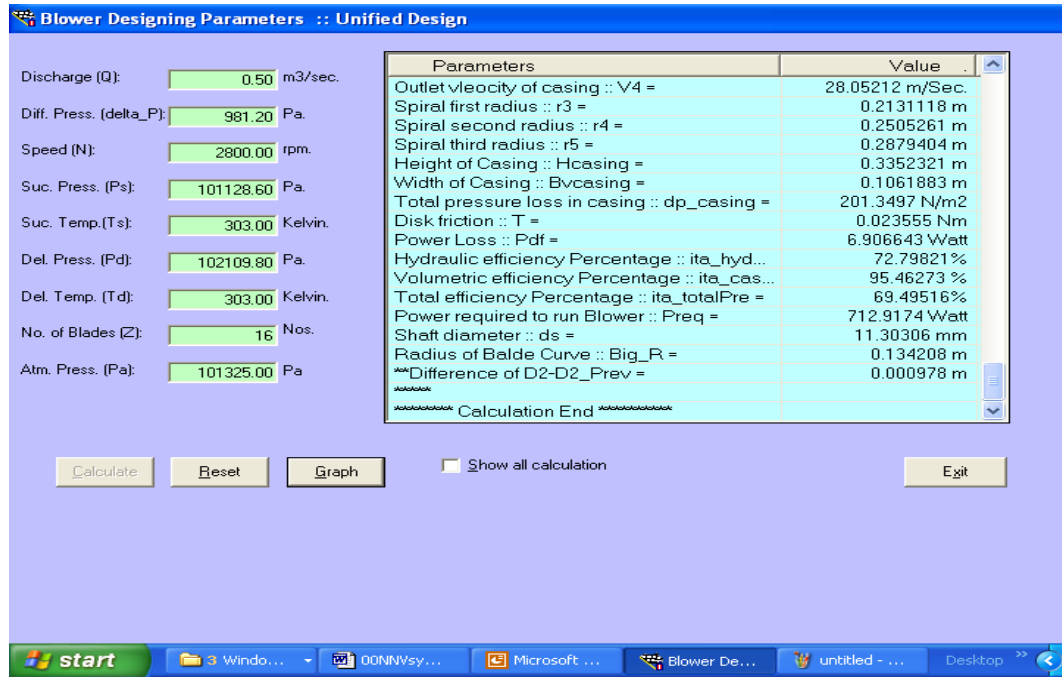 Blower Designing Parameters :: Unified Design
Discharge (Q): 0.50 m3/sec.
Diff. Press. (delta_P): 981.20 Pa.
Speed (N): 2800.00 rpm.
Suc. Press. (Ps): 101128.60 Pa.
Suc. Temp.(Ts): 303.00 Kelvin.
Del. Press. (Pd): 102109.80 Pa.
Del. Temp. (Td): 303.00 Kelvin.
No. of Blades (Z): 16 Nos.
Atm. Press. (Pa): 101325.00 Pa
Parameters Value .
Outlet vleocity of casing :: V4 = 28.05212 m/Sec.
Spiral first radius :: r3 = 0.2131118 m
Spiral second radius :: r4 = 0.2505261 m
Spiral third radius :: r5 = 0.2879404 m
Height of Casing :: Hcasing = 0.3352321 m
Width of Casing :: Bvcasing = 0.1061883 m
Total pressure loss in casing :: dp_casing = 201.3497 N/m2
Disk friction :: T = 0.023555 Nm
Power Loss :: Pdf = 6.906643 Watt
Hydraulic efficiency Percentage :: ita_hyd... 72.79821%
Volumetric efficiency Percentage :: ita_cas... 95.46273 %
Total efficiency Percentage :: ita_totalPre = 69.49516%
Power required to run Blower :: Preq = 712.9174 Watt
Shaft diameter :: ds = 11.30306 mm
Radius of Balde Curve :: Big_R = 0.134208 m
**Difference of D2-D2_Prev = 0.000978 m
******
********* Calculation End ***********
Calculate Reset Graph Show all calculation Exit
start 3 Windo... 00NNVsy... Microsoft ... Blower De... untitled - ... Desktop »